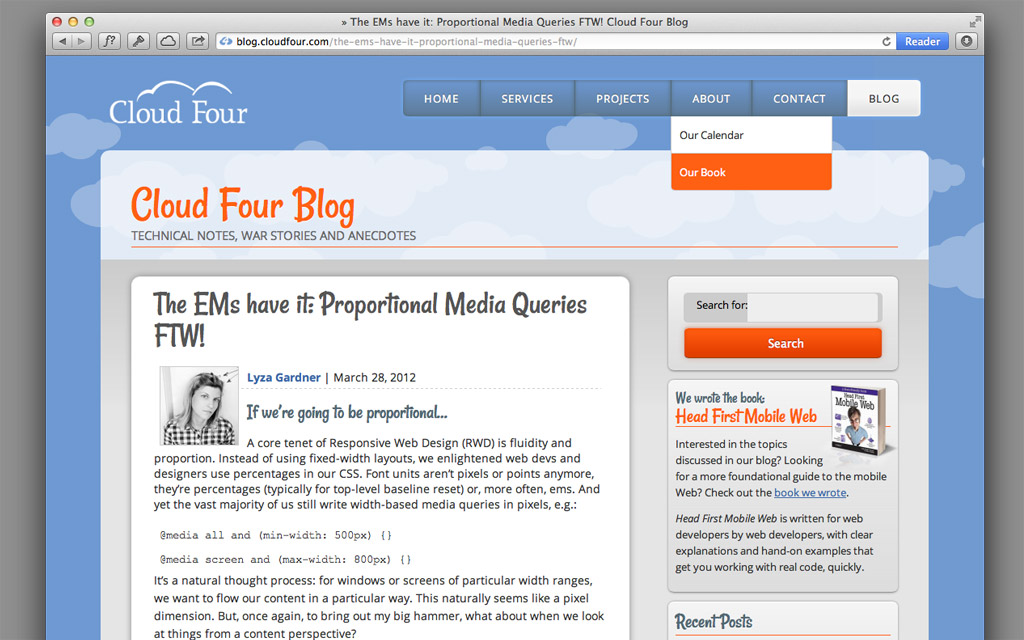 » The EMs have it: Proportional Media Queries FTW! Cloud Four Blog
blog.cloudfour.com/the-ems-have-it-proportional-media-queries-ftw/
Reader
Cloud Four
HOME
SERVICES
PROJECTS
ABOUT
CONTACT
BLOG
Our Calendar
Our Book
Cloud Four Blog
TECHNICAL NOTES, WAR STORIES AND ANECDOTES
The EMs have it: Proportional Media Queries
FTW!
Lyza Gardner | March 28, 2012
If we're going to be proportional...
A core tenet of Responsive Web Design (RWD) is fluidity and
proportion. Instead of using fixed-width layouts, we enlightened web devs and
designers use percentages in our CSS. Font units aren't pixels or points anymore,
they're percentages (typically for top-level baseline reset) or, more often, ems. And
yet the vast majority of us still write width-based media queries in pixels, e.g.:
@media all and (min-width: 500px) {}
@media screen and (max-width: 800px) {}
It's a natural thought process: for windows or screens of particular width ranges,
we want to flow our content in a particular way. This naturally seems like a pixel
dimension. But, once again, to bring out my big hammer, what about when we look
at things from a content perspective?
Search for:
Search
We wrote the book:
Head First Mobile Web
Head First
Mobile Web
Interested in the topics
discussed in our blog? Looking
for a more foundational guide to the mobile
Web? Check out the book we wrote.
Head First Mobile Web is written for web
developers by web developers, with clear
explanations and hand-on examples that
get you working with real code, quickly.
Recent Posts